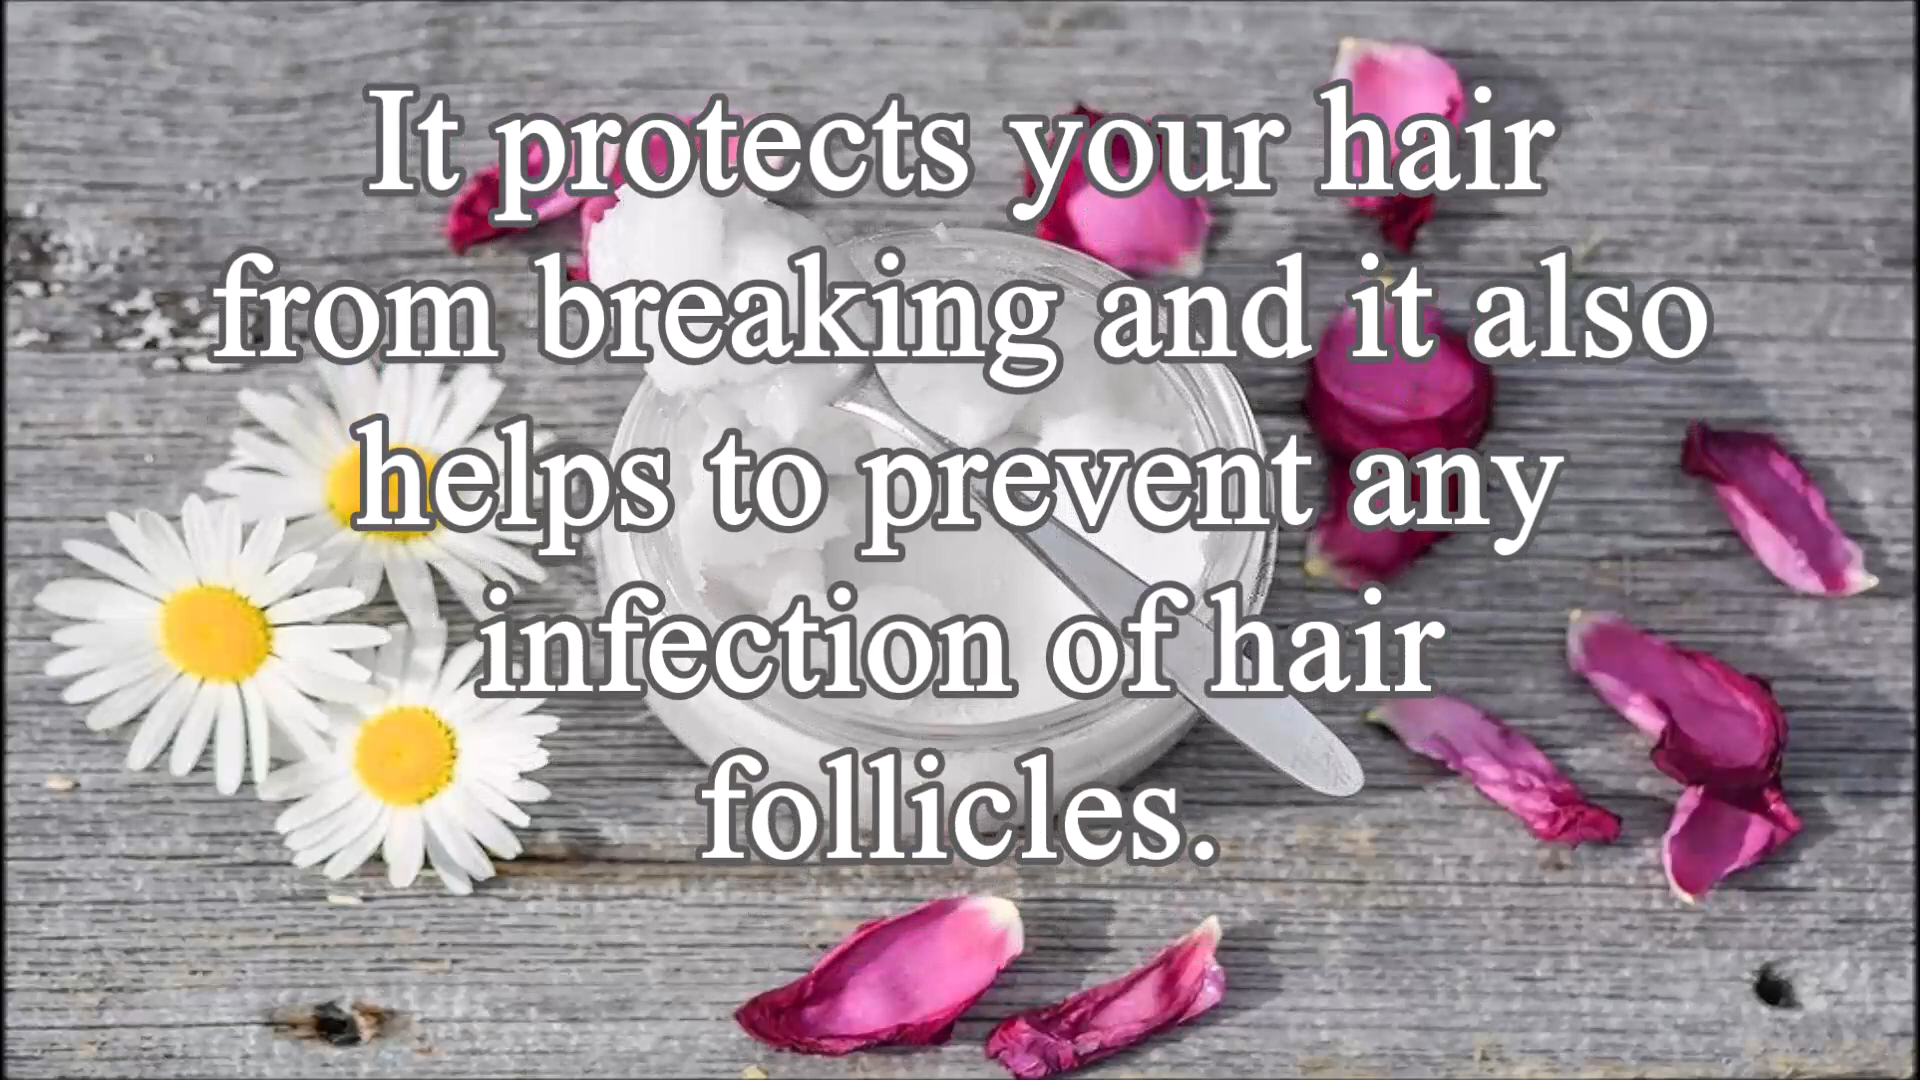 It protects your hair
from breaking and it also
helps to prevent any
infection of hair
follicles.